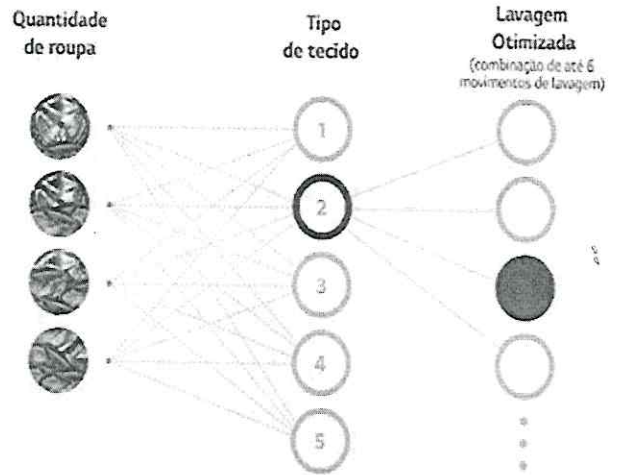 Quantidade
de roupa
Tipo
de tecido
Lavagem
Otimizada
(combinação de até 6
movimentos de lavagem)
1
2
3
4
5